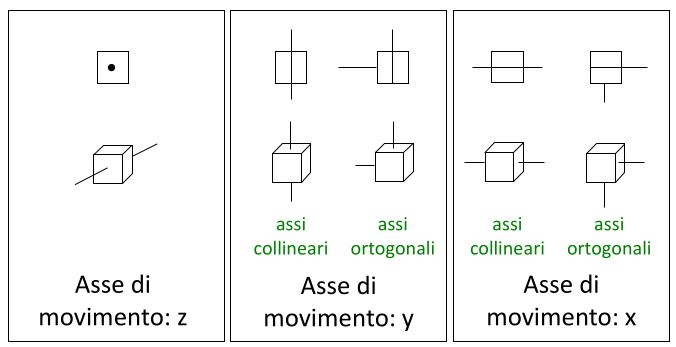 Asse di
movimento: z
assi
collineari
assi
ortogonali
Asse di
movimento: y
assi
collineari
assi
ortogonali
Asse di
movimento: x